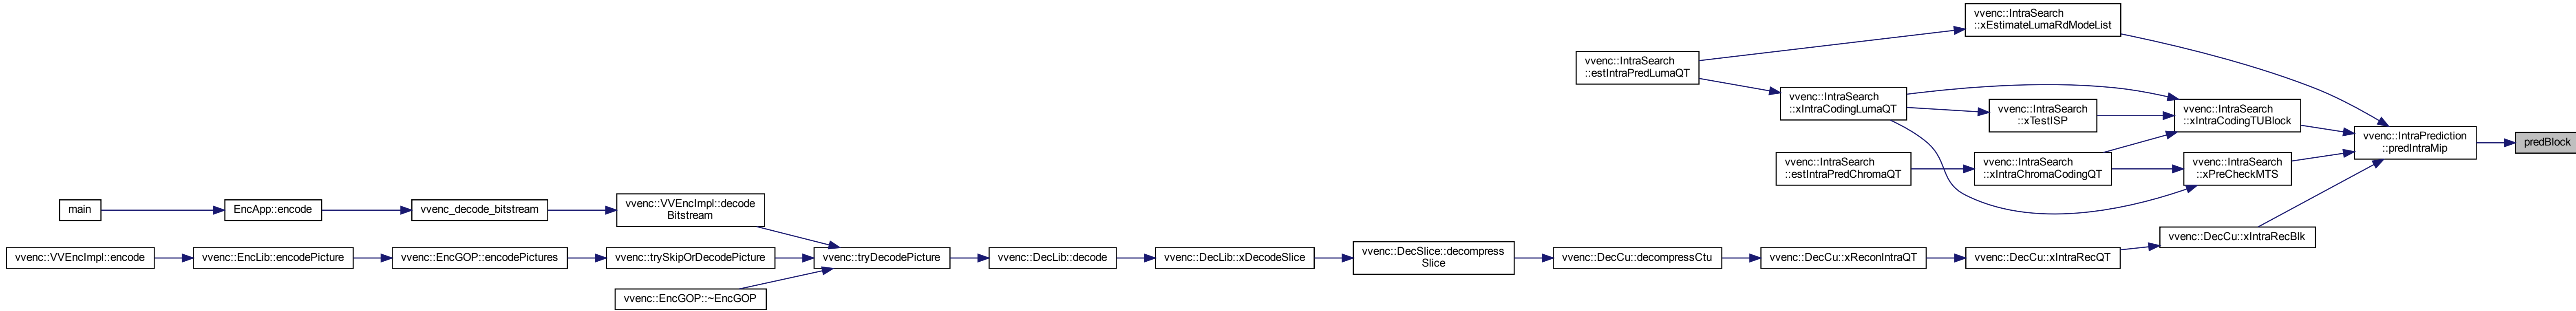 vvenc::IntraSearch
::xEstimateLumaRdModeList
vvenc::IntraSearch
::estIntraPredLumaQT
vvenc::IntraSearch
::xIntraCodingLumaQT
vvenc::IntraSearch
::xTestISP
vvenc::IntraSearch
::xIntraCodingTUBlock
vvenc::IntraPrediction
::predIntraMip
predBlock
vvenc::IntraSearch
::estIntraPredChromaQT
vvenc::IntraSearch
::xIntraChromaCodingQT
vvenc::IntraSearch
::xPreCheckMTS
main
EncApp::encode
vvenc_decode_bitstream
vvenc::VVEncImpl::decode
Bitstream
vvenc::DecCu::xIntraRecBlk
vvenc::VVEncImpl::encode
vvenc::EncLib::encodePicture
vvenc::EncGOP::encodePictures
vvenc::trySkipOrDecodePicture
vvenc::tryDecodePicture
vvenc::DecLib::decode
vvenc::DecLib::xDecodeSlice
vvenc::DecSlice::decompress
Slice
vvenc::DecCu::decompressCtu
vvenc::DecCu::xReconIntraQT
vvenc::DecCu::xIntraRecQT
vvenc::EncGOP::~EncGOP